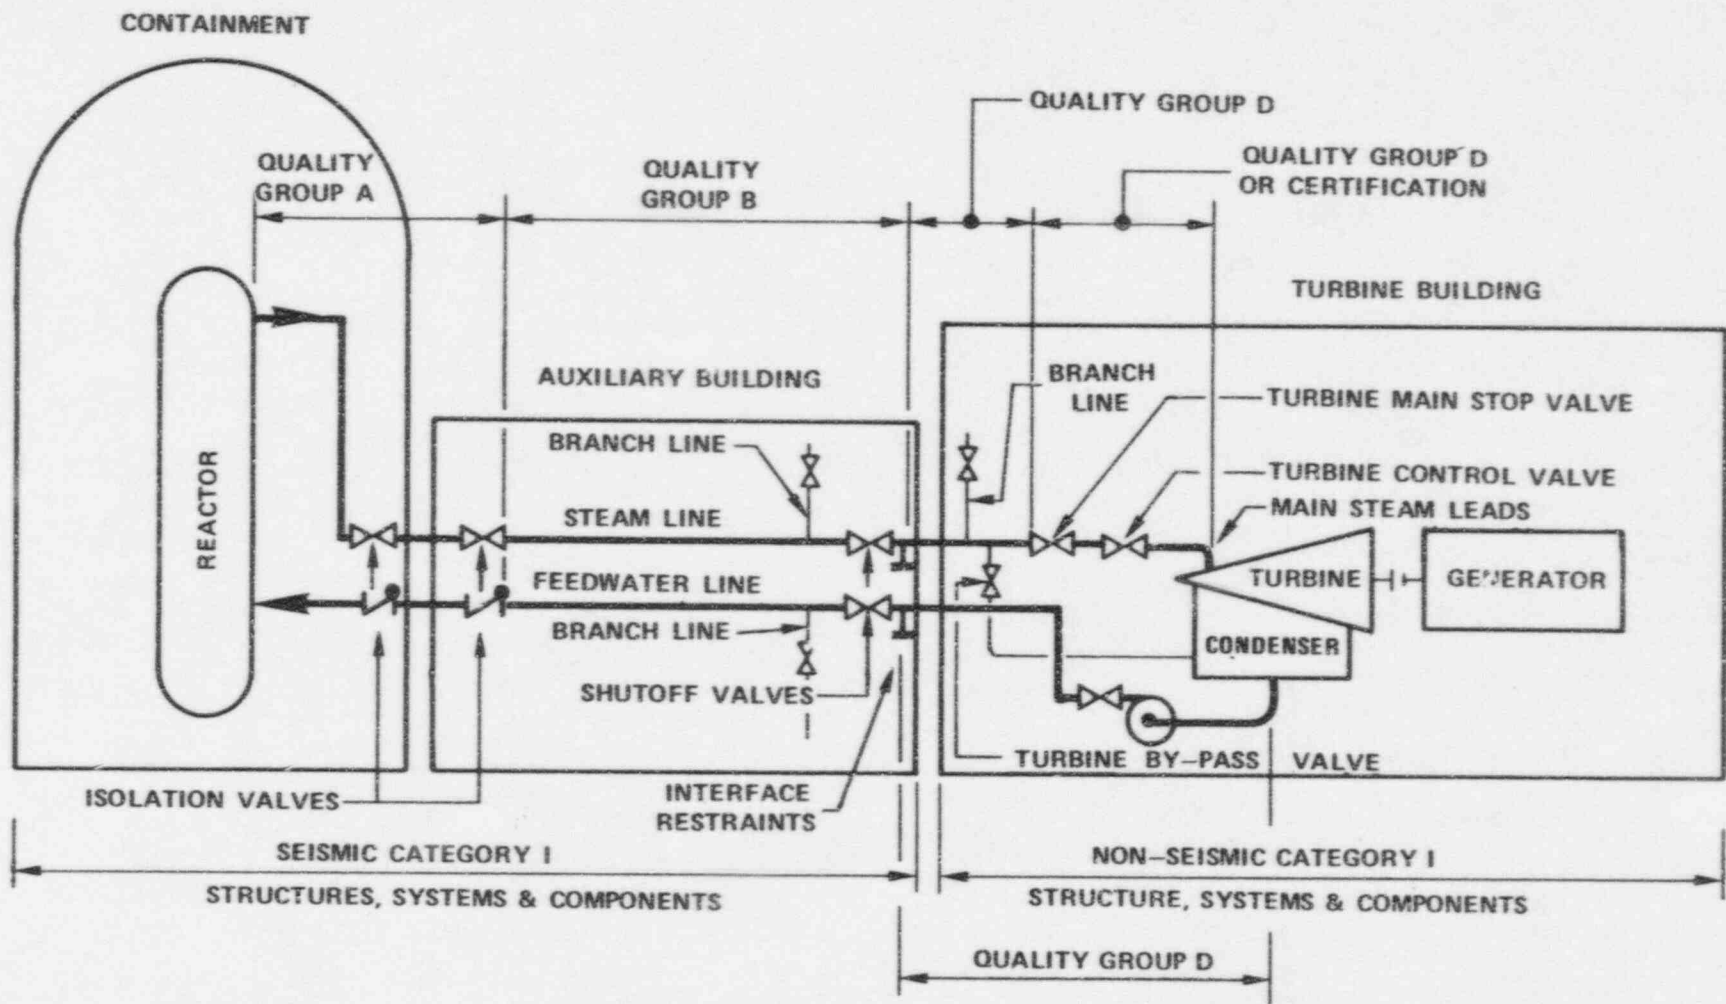 CONTAINMENT
QUALITY GROUP D
QUALITY
GROUP A
QUALITY
GROUP B
QUALITY GROUP D
OR CERTIFICATION
TURBINE BUILDING
AUXILIARY BUILDING
BRANCH
LINE
TURBINE MAIN STOP VALVE
BRANCH LINE
TURBINE CONTROL VALVE
REACTOR
STEAM LINE
MAIN STEAM LEADS
FEEDWATER LINE
TURBINE
GENERATOR
BRANCH LINE
CONDENSER
SHUTOFF VALVES
TURBINE BY-PASS VALVE
ISOLATION VALVES
INTERFACE
RESTRAINTS
SEISMIC CATEGORY I
STRUCTURES, SYSTEMS & COMPONENTS
NON-SEISMIC CATEGORY I
STRUCTURE, SYSTEMS & COMPONENTS
QUALITY GROUP D